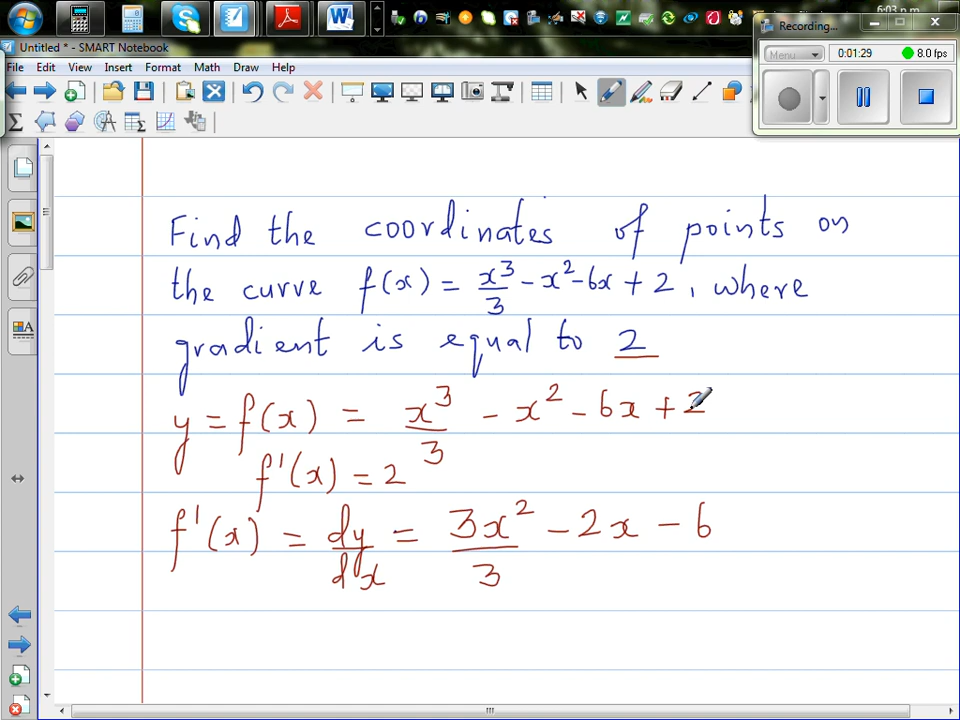 6:03 p.m.
Recording...
Menu
0:01:29
8.0 fps
Untitled * - SMART Notebook
File Edit View Insert Format Math Draw Help
Find the coordinates of points on
the curve f(x) = x³/3 - x² - 6x + 2, where
gradient is equal to 2
y = f(x) = x³/3 - x² - 6x + 2
f'(x) = 2
f'(x) = dy/dx = 3x²/3 - 2x - 6